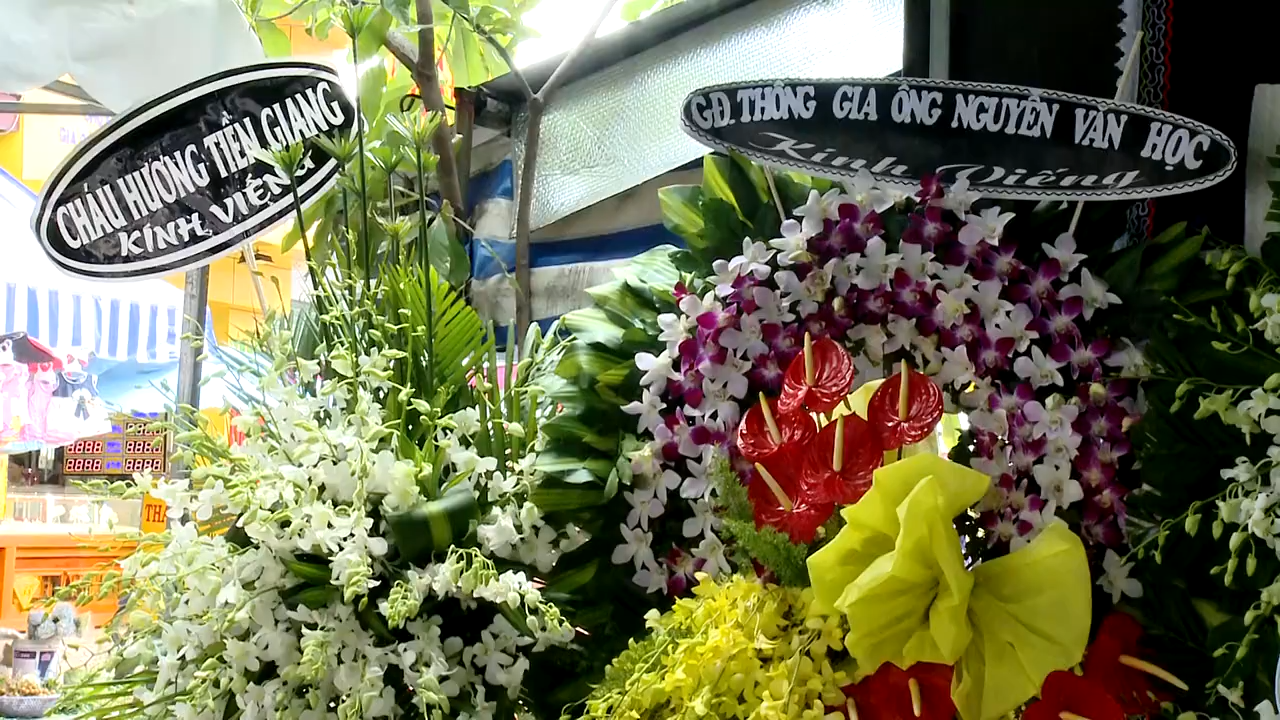 CHÁU HƯƠNG TIỀN GIANG
KÍNH VIẾNG
GĐ. THÔNG GIA ÔNG NGUYỄN VĂN HỌC
Kính Viếng